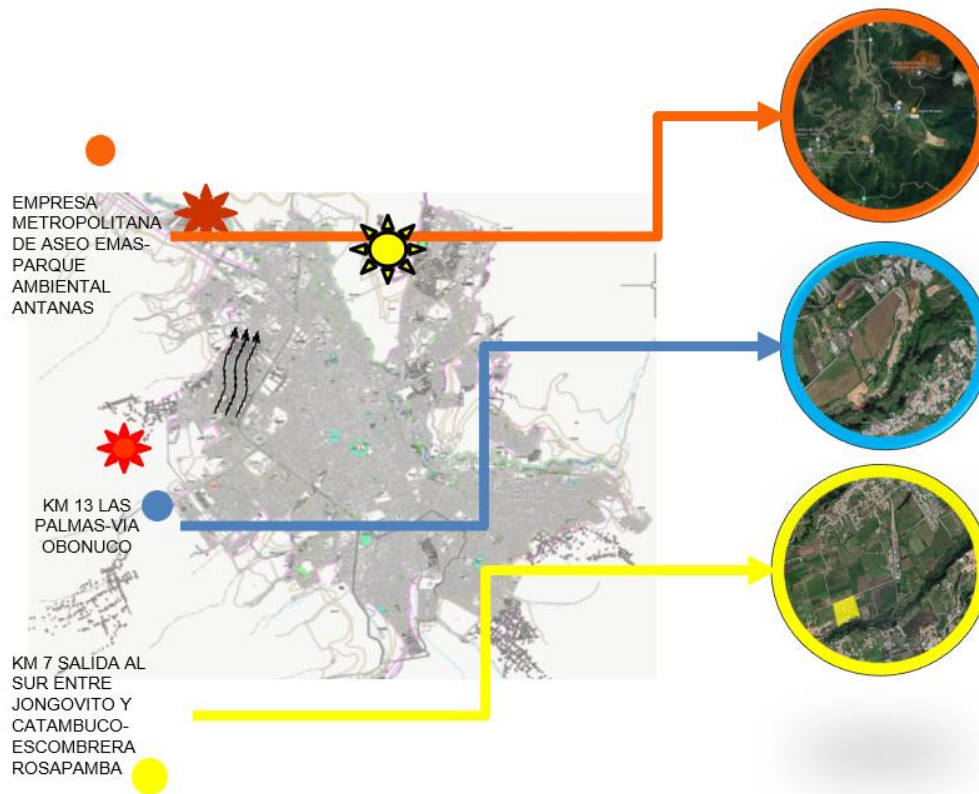 EMPRESA
METROPOLITANA
DE ASEO EMAS-
PARQUE
AMBIENTAL
ANTANAS
KM 13 LAS
PALMAS-VIA
OBONUCO
KM 7 SALIDA AL
SUR ENTRE
JONGOVITO Y
CATAMBUCO-
ESCOMBRERA
ROSAPAMBA